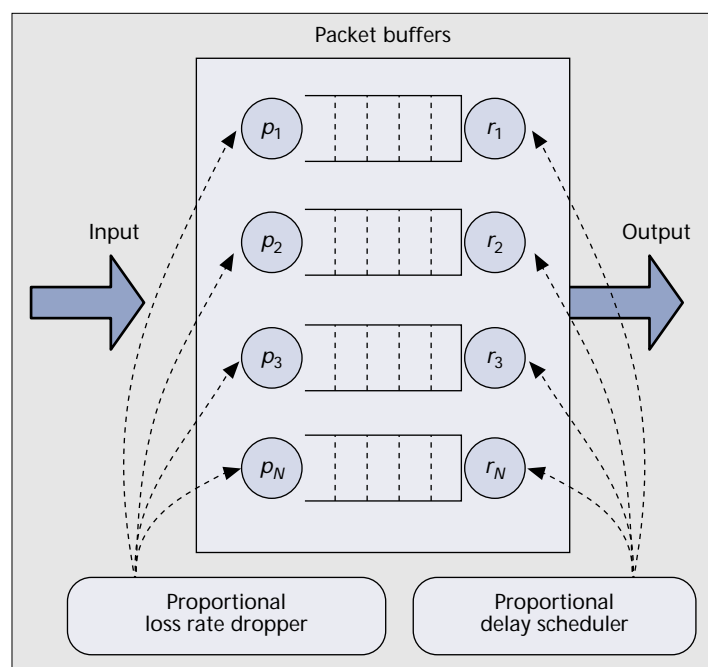 Packet buffers
p1
r1
Input
Output
p2
r2
p3
r3
pN
rN
Proportional
loss rate dropper
Proportional
delay scheduler